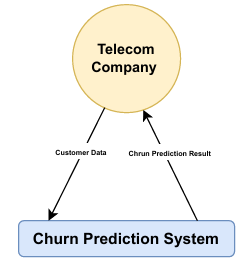 Telecom
Company
Customer Data
Chrun Prediction Result
Churn Prediction System